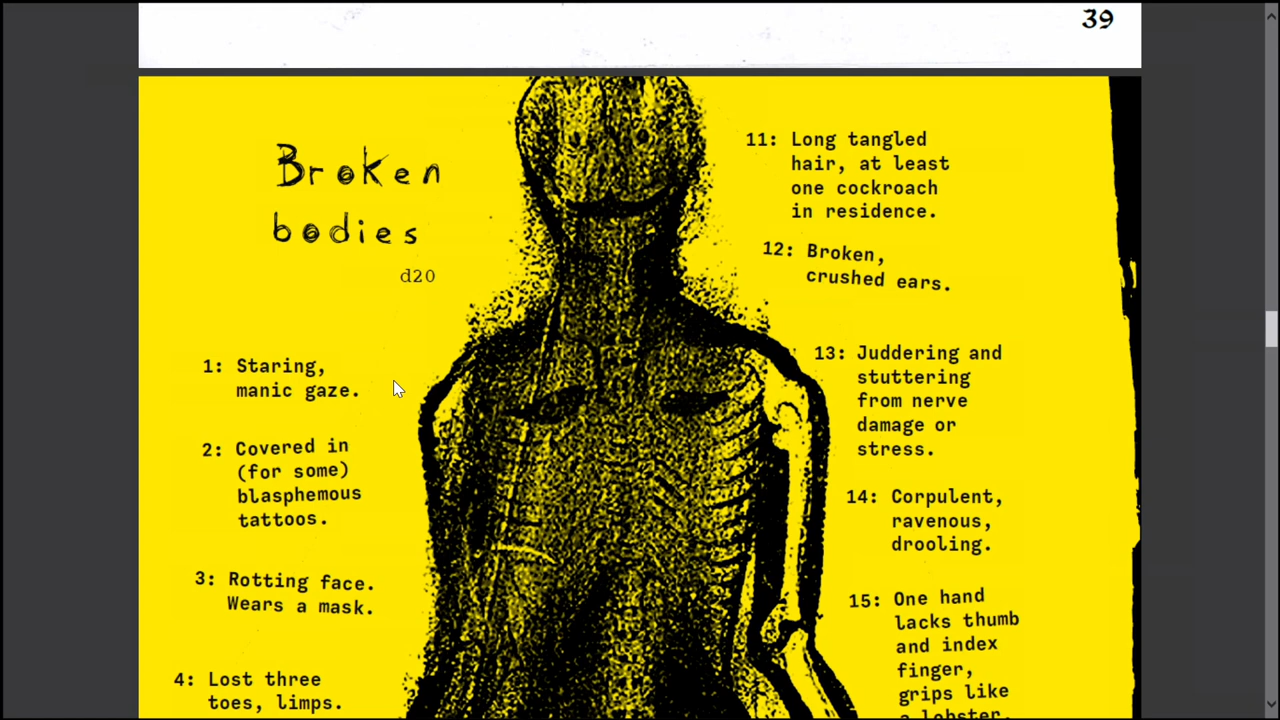 39
Broken
bodies
d20
1: Staring,
manic gaze.
2: Covered in
(for some)
blasphemous
tattoos.
3: Rotting face.
Wears a mask.
4: Lost three
toes, limps.
11: Long tangled
hair, at least
one cockroach
in residence.
12: Broken,
crushed ears.
13: Juddering and
stuttering
from nerve
damage or
stress.
14: Corpulent,
ravenous,
drooling.
15: One hand
lacks thumb
and index
finger,
grips like
a lobster.